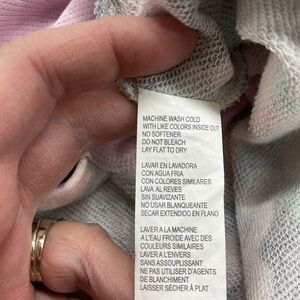 MACHINE WASH COLD
WITH LIKE COLORS INSIDE OUT
NO SOFTENER
DO NOT BLEACH
LAY FLAT TO DRY
LAVAR EN LAVADORA
CON AGUA FRIA
CON COLORES SIMILARES
LAVA AL REVES
SIN SUAVIZANTE
NO USAR BLANQUEANTE
SECAR EXTENDIDO EN PLANO
LAVER A LA MACHINE
A L'EAU FROIDE AVEC DES
COULEURS SIMILAIRES
LAVER A L'ENVERS
SANS ASSOUPLISSANT
NE PAS UTILISER D'AGENTS
DE BLANCHIMENT
LAISSER SÉCHER À PLAT